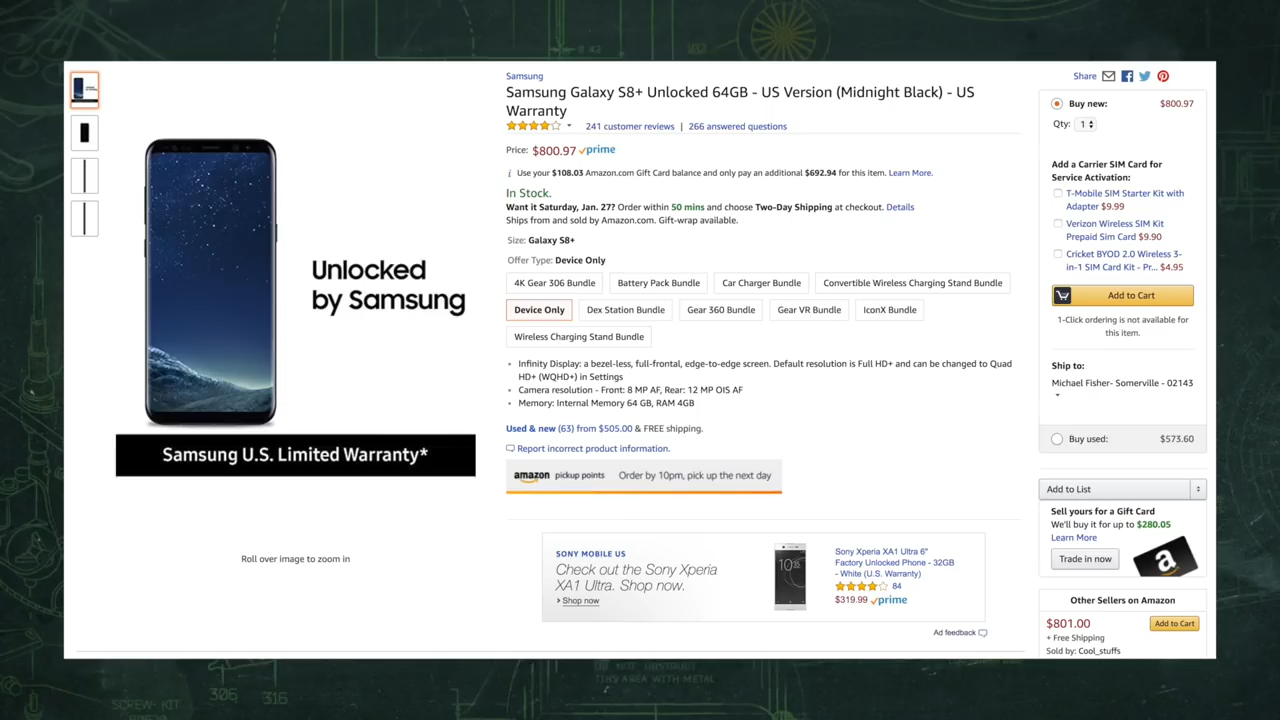 Samsung
Samsung Galaxy S8+ Unlocked 64GB - US Version (Midnight Black) - US
Warranty
241 customer reviews | 266 answered questions
Price: $800.97 prime
Use your $108.03 Amazon.com Gift Card balance and only pay an additional $692.94 for this item. Learn More.
In Stock.
Want it Saturday, Jan. 27? Order within 50 mins and choose Two-Day Shipping at checkout. Details
Ships from and sold by Amazon.com. Gift-wrap available.
Size: Galaxy S8+
Offer Type: Device Only
4K Gear 306 Bundle
Battery Pack Bundle
Car Charger Bundle
Convertible Wireless Charging Stand Bundle
Device Only
Dex Station Bundle
Gear 360 Bundle
Gear VR Bundle
IconX Bundle
Wireless Charging Stand Bundle
• Infinity Display: a bezel-less, full-frontal, edge-to-edge screen. Default resolution is Full HD+ and can be changed to Quad
HD+ (WQHD+) in Settings
• Camera resolution - Front: 8 MP AF, Rear: 12 MP OIS AF
• Memory: Internal Memory 64 GB, RAM 4GB
Used & new (63) from $505.00 & FREE shipping.
Report incorrect product information.
amazon pickup points Order by 10pm, pick up the next day
Unlocked
by Samsung
Samsung U.S. Limited Warranty*
Roll over image to zoom in
SONY MOBILE US
Check out the Sony Xperia
XA1 Ultra. Shop now.
› Shop now
Sony Xperia XA1 Ultra 6"
Factory Unlocked Phone - 32GB
- White (U.S. Warranty)
84
$319.99 prime
Ad feedback
Share
Buy new: $800.97
Qty: 1
Add a Carrier SIM Card for
Service Activation:
T-Mobile SIM Starter Kit with
Adapter $9.99
Verizon Wireless SIM Kit
Prepaid Sim Card $9.90
Cricket BYOD 2.0 Wireless 3-
in-1 SIM Card Kit - Pr... $4.95
Add to Cart
1-Click ordering is not available for
this item.
Ship to:
Michael Fisher- Somerville - 02143
Buy used: $573.60
Add to List
Sell yours for a Gift Card
We'll buy it for up to $280.05
Learn More
Trade in now
Other Sellers on Amazon
$801.00 Add to Cart
+ Free Shipping
Sold by: Cool_stuffs
SCREW-KIT
306
316
THIS AREA WITH METAL